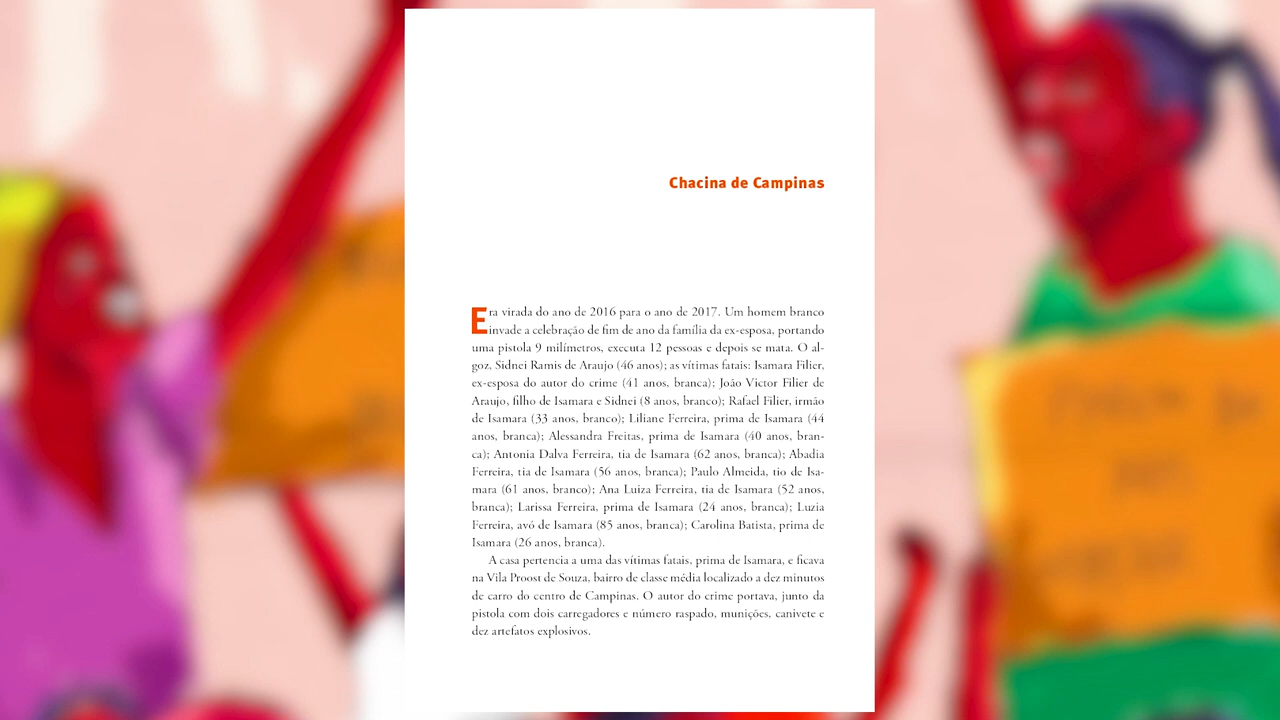 Chacina de Campinas
Era virada do ano de 2016 para o ano de 2017. Um homem branco
invade a celebração de fim de ano da família da ex-esposa, portando
uma pistola 9 milímetros, executa 12 pessoas e depois se mata. O al-
goz, Sidnei Ramis de Araujo (46 anos); as vítimas fatais: Isamara Filier,
ex-esposa do autor do crime (41 anos, branca); João Victor Filier de
Araujo, filho de Isamara e Sidnei (8 anos, branco); Rafael Filier, irmão
de Isamara (33 anos, branco); Liliane Ferreira, prima de Isamara (44
anos, branca); Alessandra Freitas, prima de Isamara (40 anos, bran-
ca); Antonia Dalva Ferreira, tia de Isamara (62 anos, branca); Abadia
Ferreira, tia de Isamara (56 anos, branca); Paulo Almeida, tio de Isa-
mara (61 anos, branco); Ana Luiza Ferreira, tia de Isamara (52 anos,
branca); Larissa Ferreira, prima de Isamara (24 anos, branca); Luzia
Ferreira, avó de Isamara (85 anos, branca); Carolina Batista, prima de
Isamara (26 anos, branca).
A casa pertencia a uma das vítimas fatais, prima de Isamara, e ficava
na Vila Proost de Souza, bairro de classe média localizado a dez minutos
de carro do centro de Campinas. O autor do crime portava, junto da
pistola com dois carregadores e número raspado, munições, canivete e
dez artefatos explosivos.